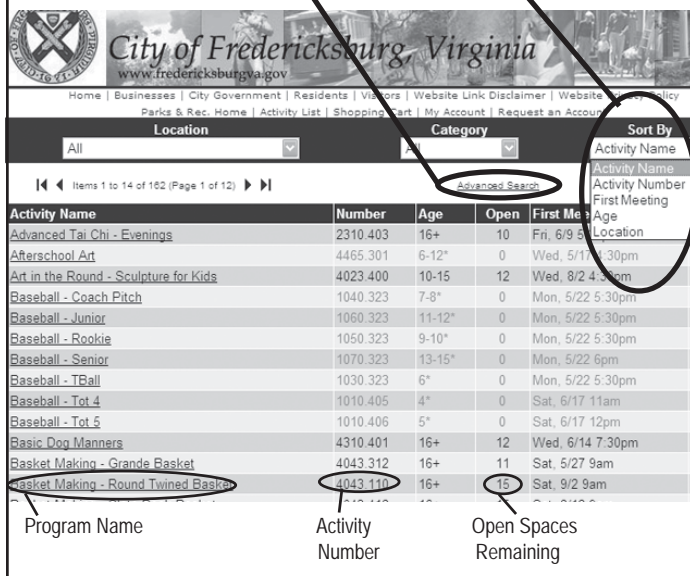 City of Fredericksburg, Virginia
www.fredericksburgva.gov
Home | Businesses | City Government | Residents | Visitors | Website Link Disclaimer | Website Privacy Policy
Parks & Rec. Home | Activity List | Shopping Cart | My Account | Request an Account
Location Category Sort By
All All Activity Name
Activity Name
Activity Number
First Meeting
Age
Location
Items 1 to 14 of 162 (Page 1 of 12) Advanced Search
Activity Name Number Age Open First Mee
Advanced Tai Chi - Evenings 2310.403 16+ 10 Fri, 6/9
Afterschool Art 4465.301 6-12* 0 Wed, 5/17 4:30pm
Art in the Round - Sculpture for Kids 4023.400 10-15 12 Wed, 8/2 4:30pm
Baseball - Coach Pitch 1040.323 7-8* 0 Mon, 5/22 5:30pm
Baseball - Junior 1060.323 11-12* 0 Mon, 5/22 5:30pm
Baseball - Rookie 1050.323 9-10* 0 Mon, 5/22 5:30pm
Baseball - Senior 1070.323 13-15* 0 Mon, 5/22 6pm
Baseball - TBall 1030.323 6* 0 Mon, 5/22 5:30pm
Baseball - Tot 4 1010.405 4* 0 Sat, 6/17 11am
Baseball - Tot 5 1010.406 5* 0 Sat, 6/17 12pm
Basic Dog Manners 4310.401 16+ 12 Wed, 6/14 7:30pm
Basket Making - Grande Basket 4043.312 16+ 11 Sat, 5/27 9am
Basket Making - Round Twined Basket 4043.110 16+ 15 Sat, 9/2 9am
Program Name Activity Number Open Spaces Remaining